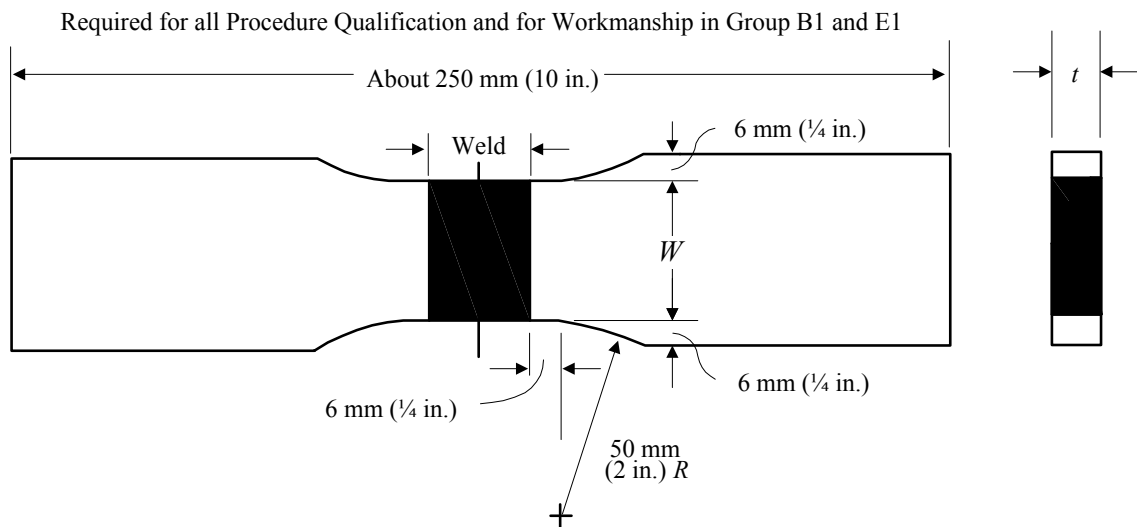 Required for all Procedure Qualification and for Workmanship in Group B1 and E1
About 250 mm (10 in.)
t
6 mm (¼ in.)
Weld
W
6 mm (¼ in.)
6 mm (¼ in.)
50 mm
(2 in.) R